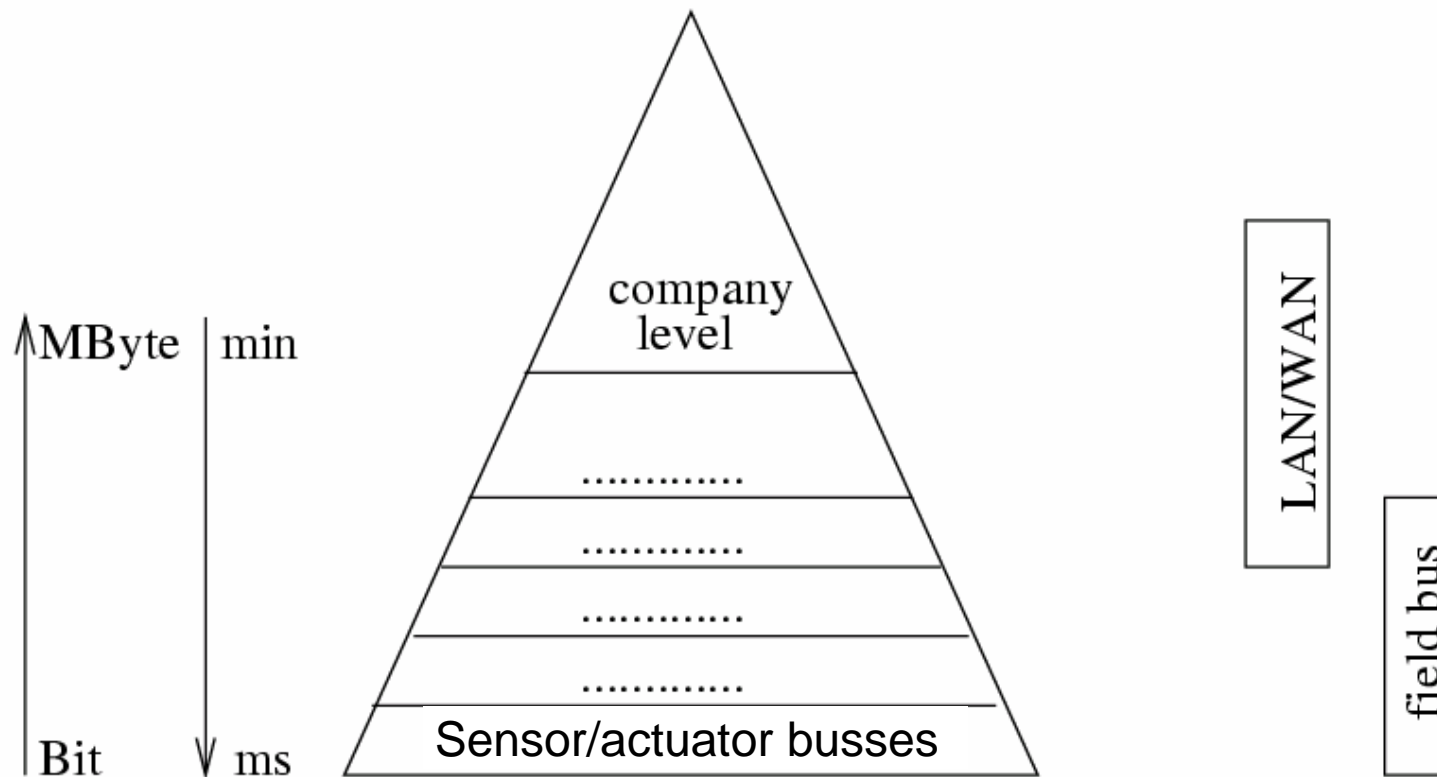 company
level
MByte
min
..............
..............
..............
..............
Sensor/actuator busses
Bit
ms
LAN/WAN
field bus